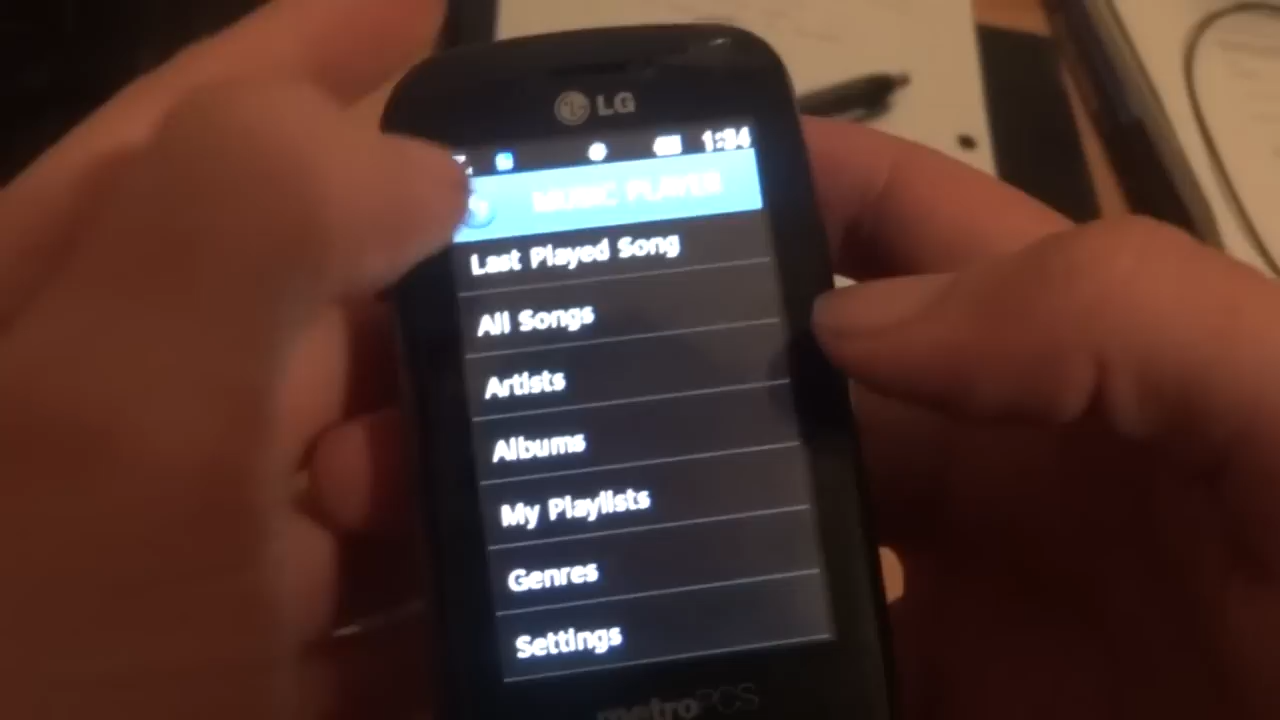 LG
1:34
MUSIC PLAYER
Last Played Song
All Songs
Artists
Albums
My Playlists
Genres
Settings
metroPCS